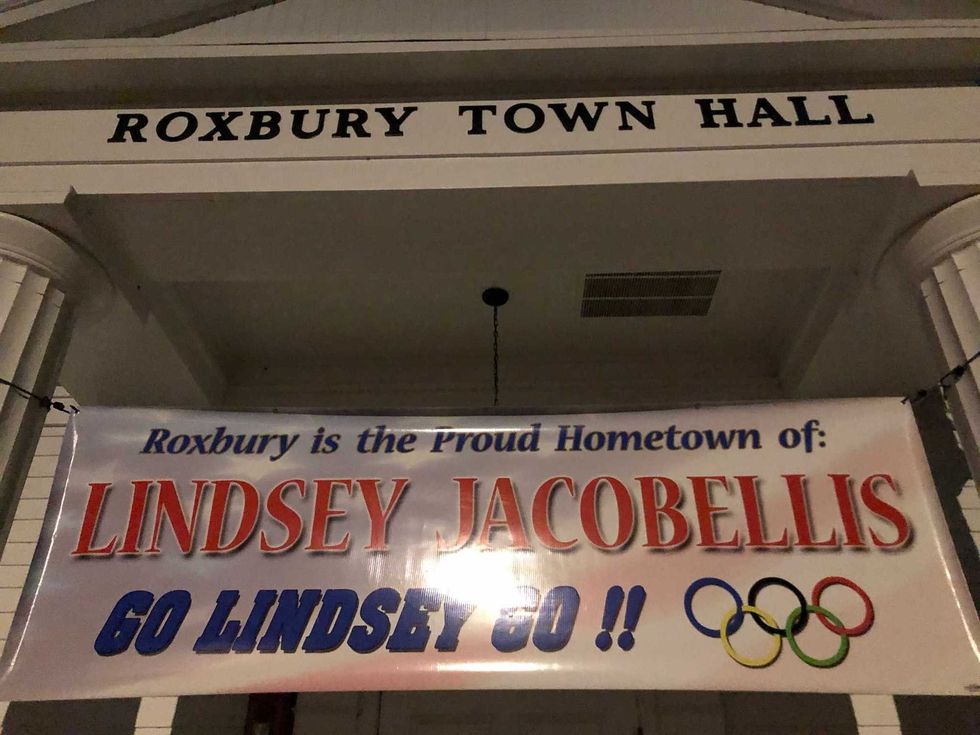 ROXBURY TOWN HALL
Roxbury is the Proud Hometown of:
LINDSEY JACOBELLIS
GO LINDSEY GO !!